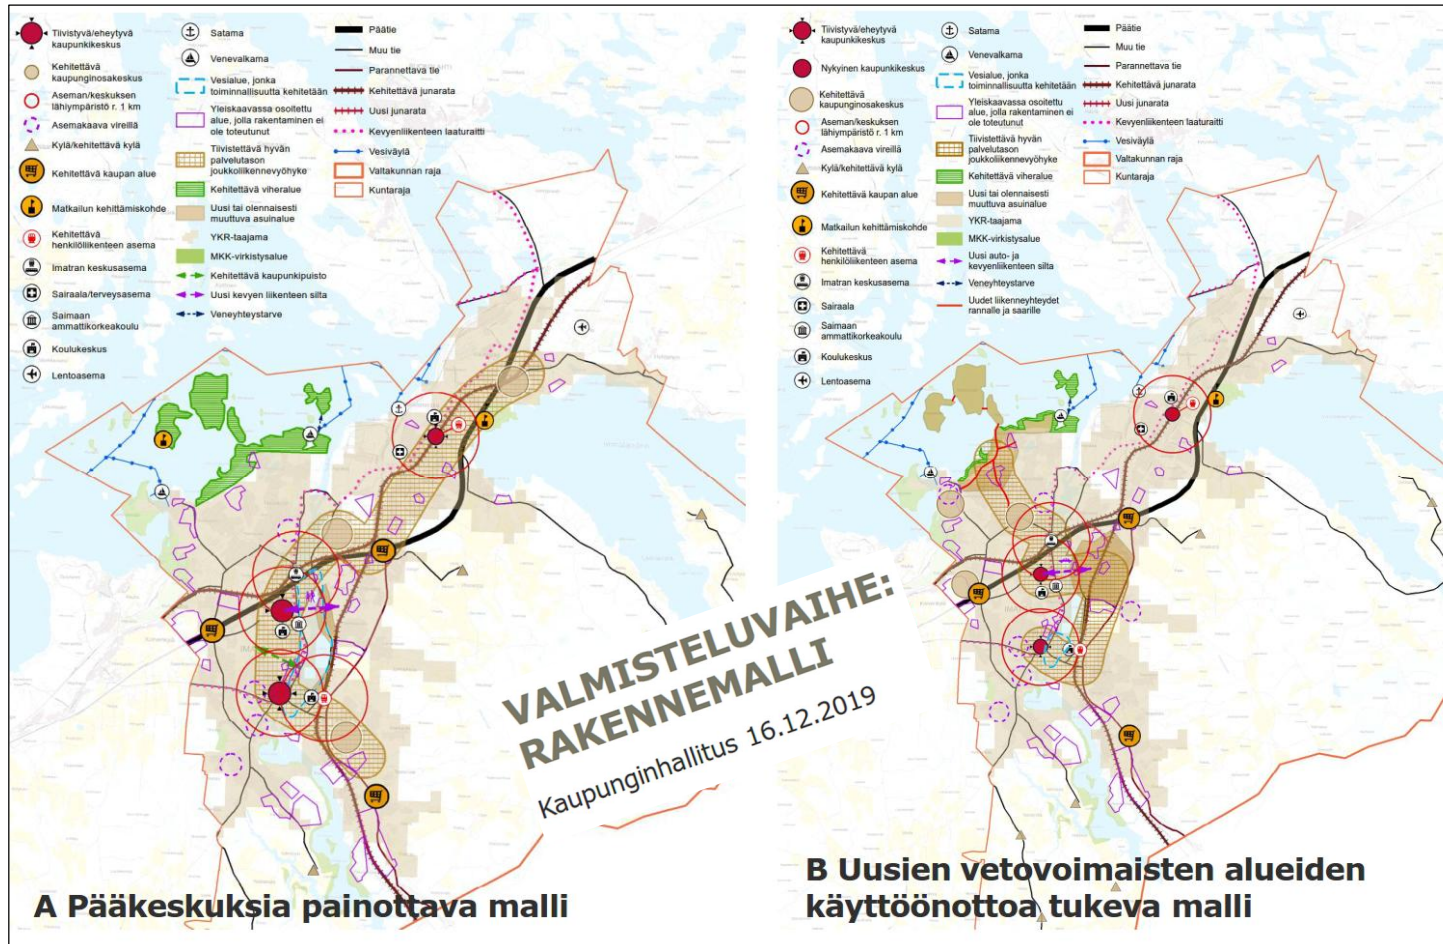 Tiivistyvä/eheytyvä
kaupunkikeskus
Kehitettävä
kaupunginosakeskus
Aseman/keskuksen
lähiympäristö r. 1 km
Asemakaava vireillä
Kylä/kehitettävä kylä
Kehitettävä kaupan alue
Matkailun kehittämiskohde
Kehitettävä
henkilöliikenteen asema
Imatran keskusasema
Sairaala/terveysasema
Saimaan
ammattikorkeakoulu
Koulukeskus
Lentoasema
Satama
Venevalkama
Vesialue, jonka
toiminnallisuutta kehitetään
Yleiskaavassa osoitettu
alue, jolla rakentaminen ei
ole toteutunut
Tiivistettävä hyvän
palvelutason
joukkoliikennevyöhyke
Kehitettävä viheralue
Uusi tai olennaisesti
muuttuva asuinalue
YKR-taajama
MKK-virkistysalue
Kehitettävä kaupunkipuisto
Uusi kevyen liikenteen silta
Veneyhteystarve
Päätie
Muu tie
Parannettava tie
Kehitettävä junarata
Uusi junarata
Kevyenliikenteen laaturaitti
Vesiväylä
Valtakunnan raja
Kuntaraja
A Pääkeskuksia painottava malli
VALMISTELUVAIHE:
RAKENNEMALLI
Kaupunginhallitus 16.12.2019
Tiivistyvä/eheytyvä
kaupunkikeskus
Nykyinen kaupunkikeskus
Kehitettävä
kaupunginosakeskus
Aseman/keskuksen
lähiympäristö r. 1 km
Asemakaava vireillä
Kylä/kehitettävä kylä
Kehitettävä kaupan alue
Matkailun kehittämiskohde
Kehitettävä
henkilöliikenteen asema
Imatran keskusasema
Sairaala
Saimaan
ammattikorkeakoulu
Koulukeskus
Lentoasema
Satama
Venevalkama
Vesialue, jonka
toiminnallisuutta kehitetään
Yleiskaavassa osoitettu
alue, jolla rakentaminen ei
ole toteutunut
Tiivistettävä hyvän
palvelutason
joukkoliikennevyöhyke
Kehitettävä viheralue
Uusi tai olennaisesti
muuttuva asuinalue
YKR-taajama
MKK-virkistysalue
Uusi auto- ja
kevyenliikenteen silta
Veneyhteystarve
Uudet liikenneyhteydet
rannalle ja saarille
Päätie
Muu tie
Parannettava tie
Kehitettävä junarata
Uusi junarata
Kevyenliikenteen laaturaitti
Vesiväylä
Valtakunnan raja
Kuntaraja
B Uusien vetovoimaisten alueiden
käyttöönottoa tukeva malli